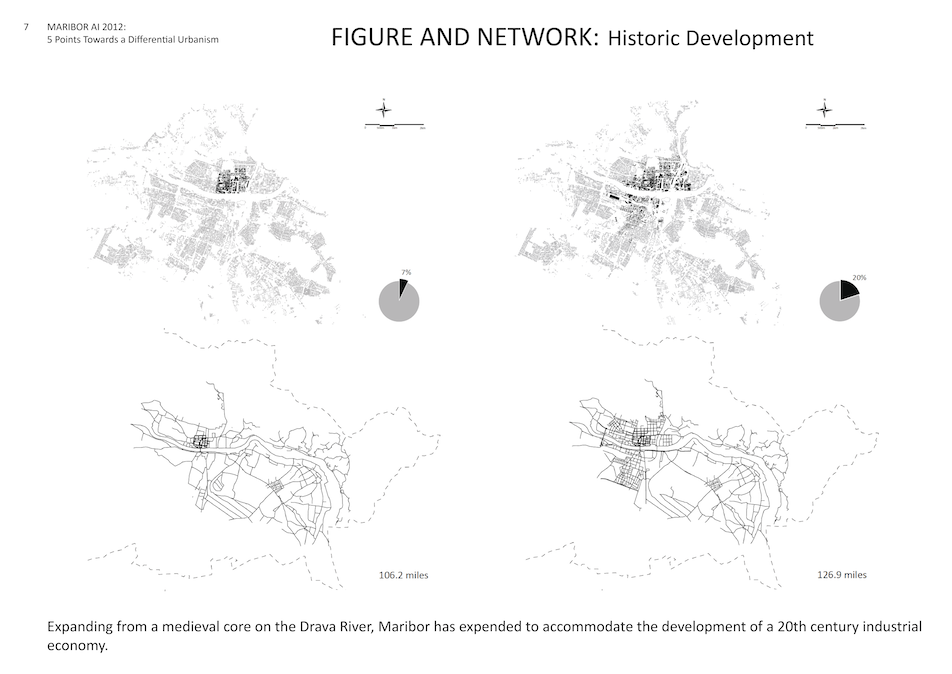 7
MARIBOR AI 2012:
5 Points Towards a Differential Urbanism
FIGURE AND NETWORK: Historic Development
N
N
7%
20%
106.2 miles
126.9 miles
Expanding from a medieval core on the Drava River, Maribor has expended to accommodate the development of a 20th century industrial
economy.